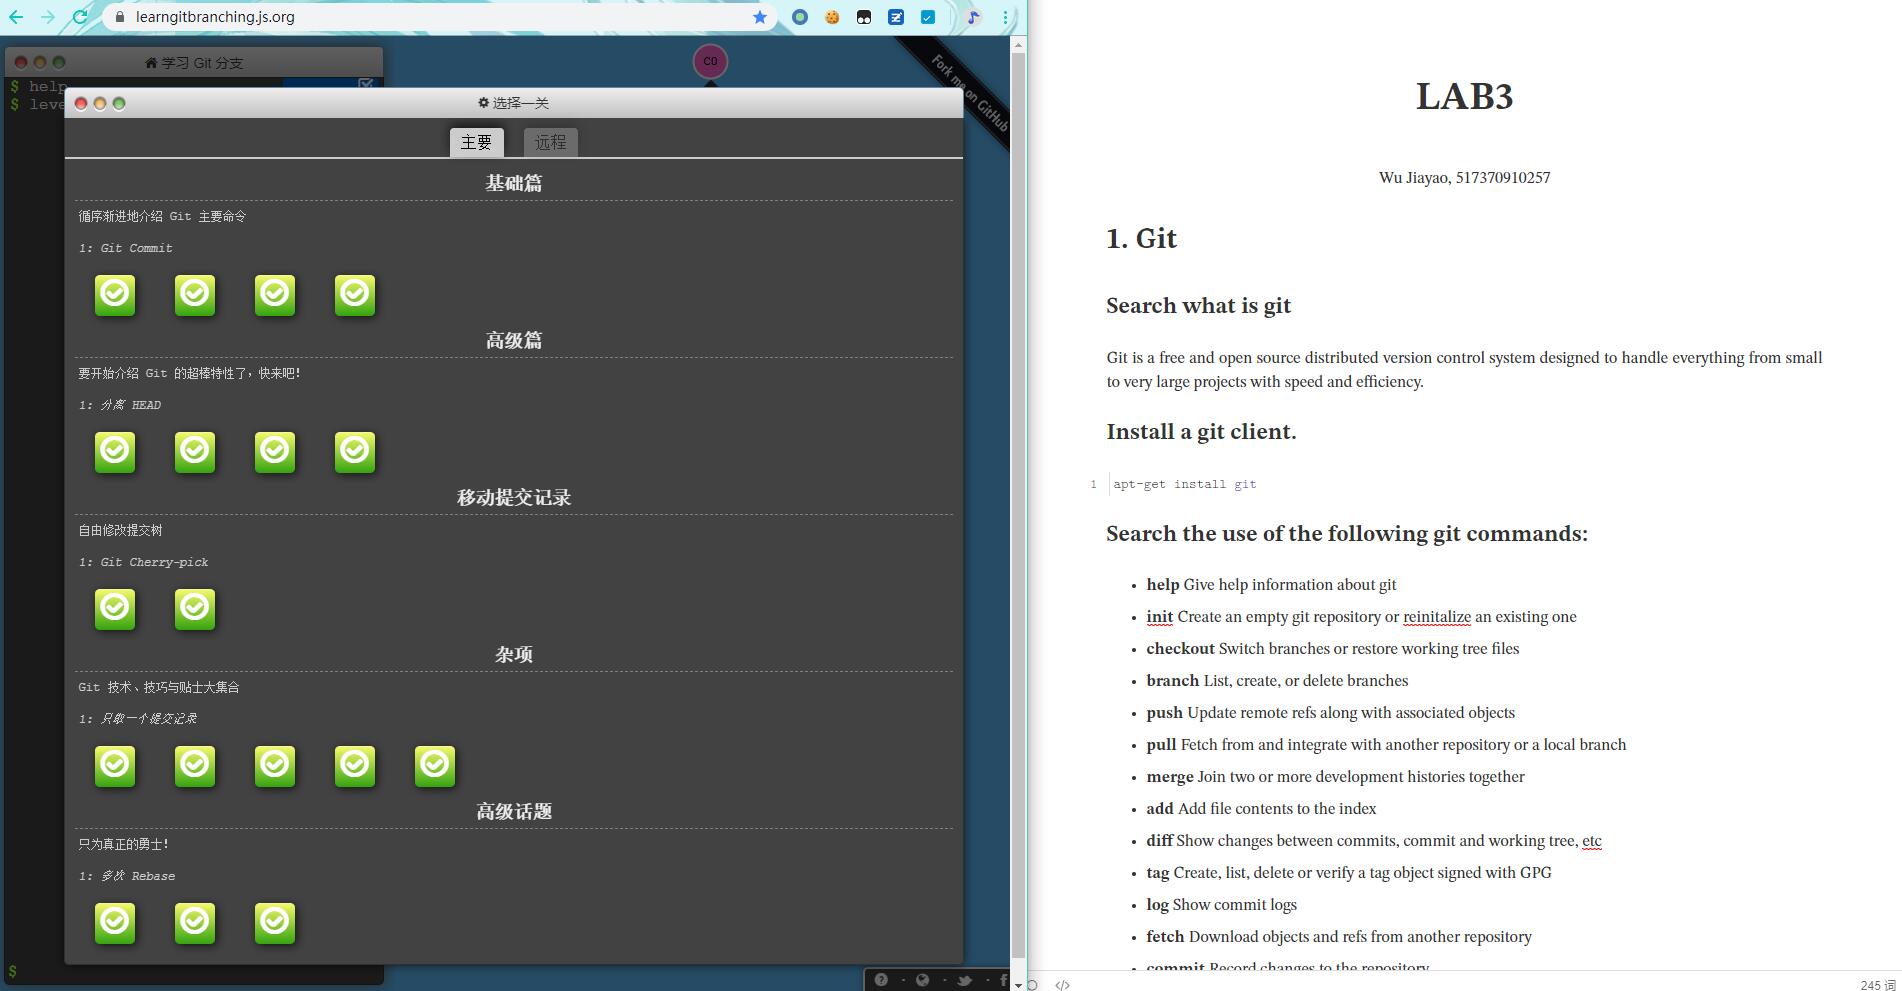 learngitbranching.js.org
学习 Git 分支
$ help
$ leve
C0
Fork me on GitHub
选择一关
主要
远程
基础篇
循序渐进地介绍 Git 主要命令
1: Git Commit
高级篇
要开始介绍 Git 的超棒特性了，快来吧!
1: 分离 HEAD
移动提交记录
自由修改提交树
1: Git Cherry-pick
杂项
Git 技术、技巧与贴士大集合
1: 只取一个提交记录
高级话题
只为真正的勇士!
1: 多次 Rebase
$
LAB3
Wu Jiayao, 517370910257
1. Git
Search what is git
Git is a free and open source distributed version control system designed to handle everything from small
to very large projects with speed and efficiency.
Install a git client.
1 apt-get install git
Search the use of the following git commands:
• help Give help information about git
• init Create an empty git repository or reinitalize an existing one
• checkout Switch branches or restore working tree files
• branch List, create, or delete branches
• push Update remote refs along with associated objects
• pull Fetch from and integrate with another repository or a local branch
• merge Join two or more development histories together
• add Add file contents to the index
• diff Show changes between commits, commit and working tree, etc
• tag Create, list, delete or verify a tag object signed with GPG
• log Show commit logs
• fetch Download objects and refs from another repository
• commit Record changes to the repository
</> 245 词